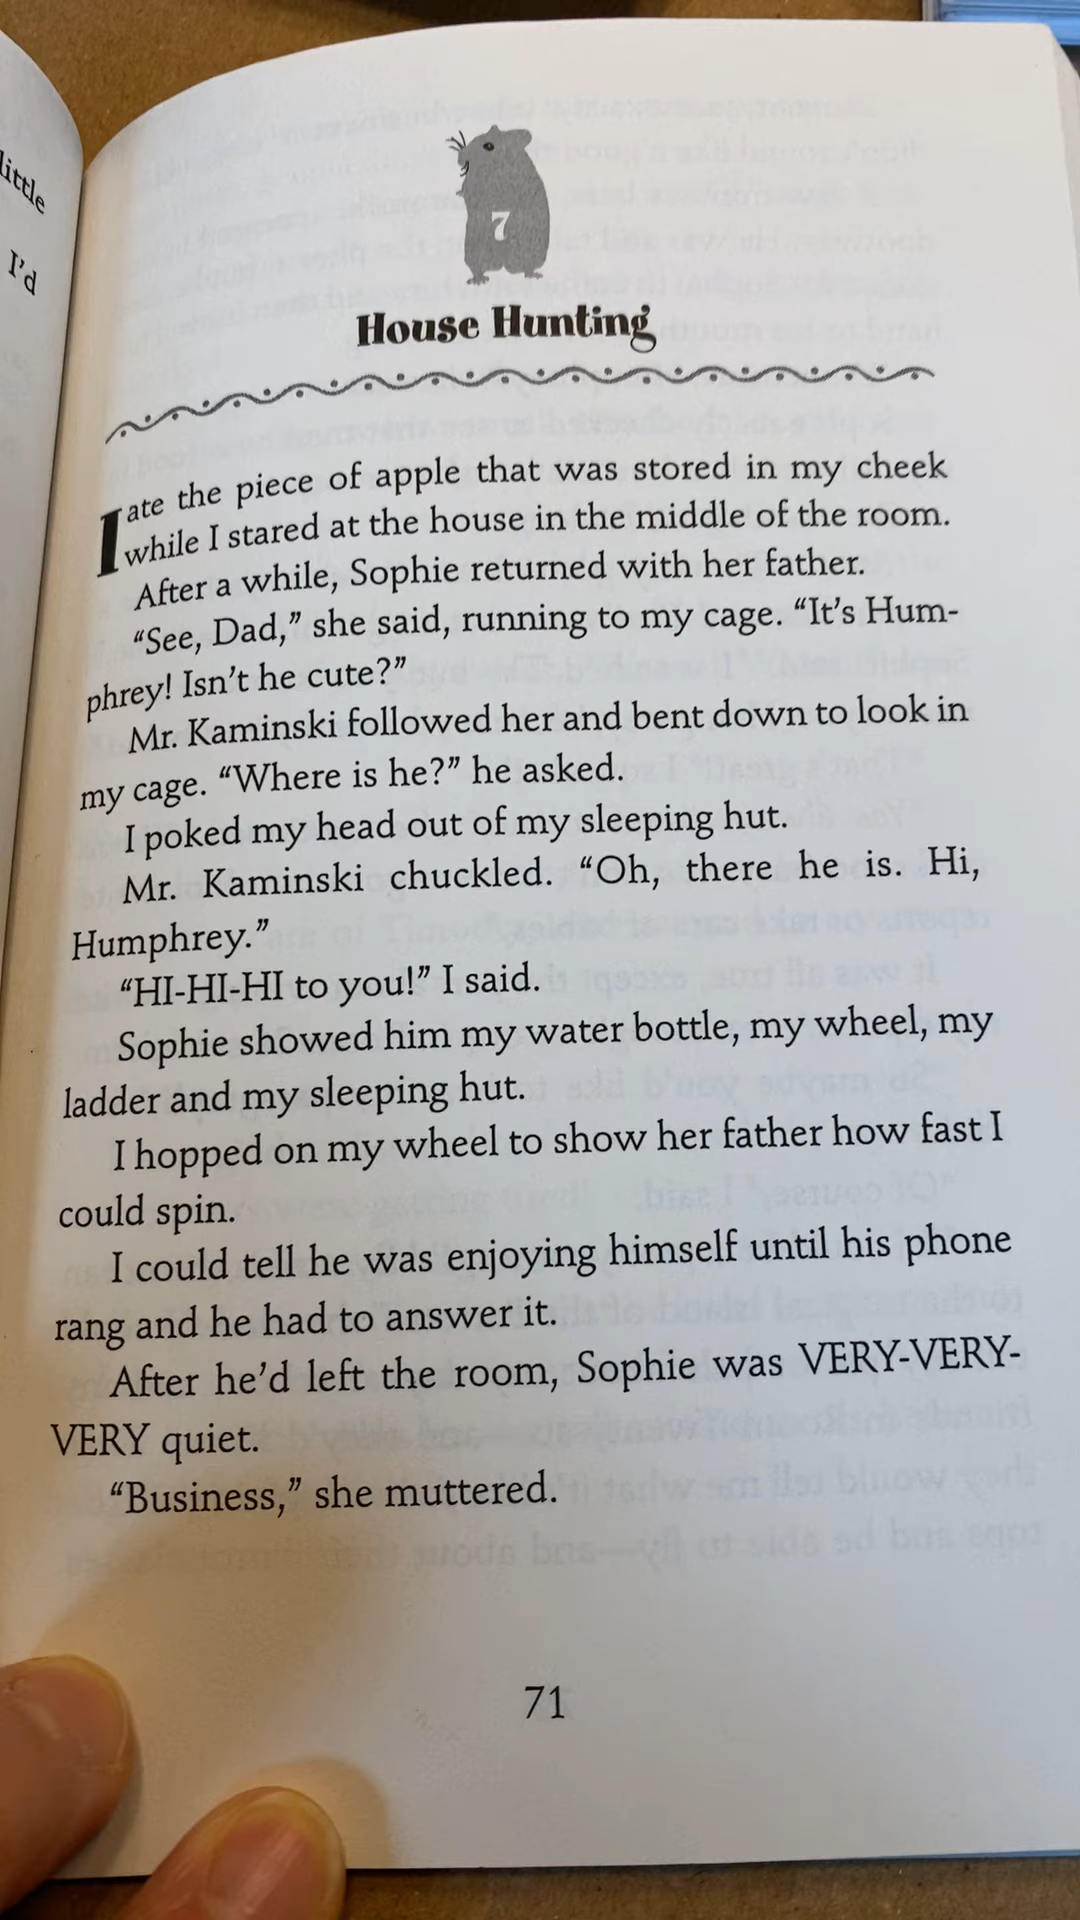 little
I'd
7
House Hunting
I ate the piece of apple that was stored in my cheek
while I stared at the house in the middle of the room.
After a while, Sophie returned with her father.
“See, Dad,” she said, running to my cage. “It's Hum-
phrey! Isn't he cute?”
Mr. Kaminski followed her and bent down to look in
my cage. “Where is he?” he asked.
I poked my head out of my sleeping hut.
Mr. Kaminski chuckled. “Oh, there he is. Hi,
Humphrey.”
“HI-HI-HI to you!” I said.
Sophie showed him my water bottle, my wheel, my
ladder and my sleeping hut.
I hopped on my wheel to show her father how fast I
could spin.
I could tell he was enjoying himself until his phone
rang and he had to answer it.
After he'd left the room, Sophie was VERY-VERY-
VERY quiet.
“Business,” she muttered.
71